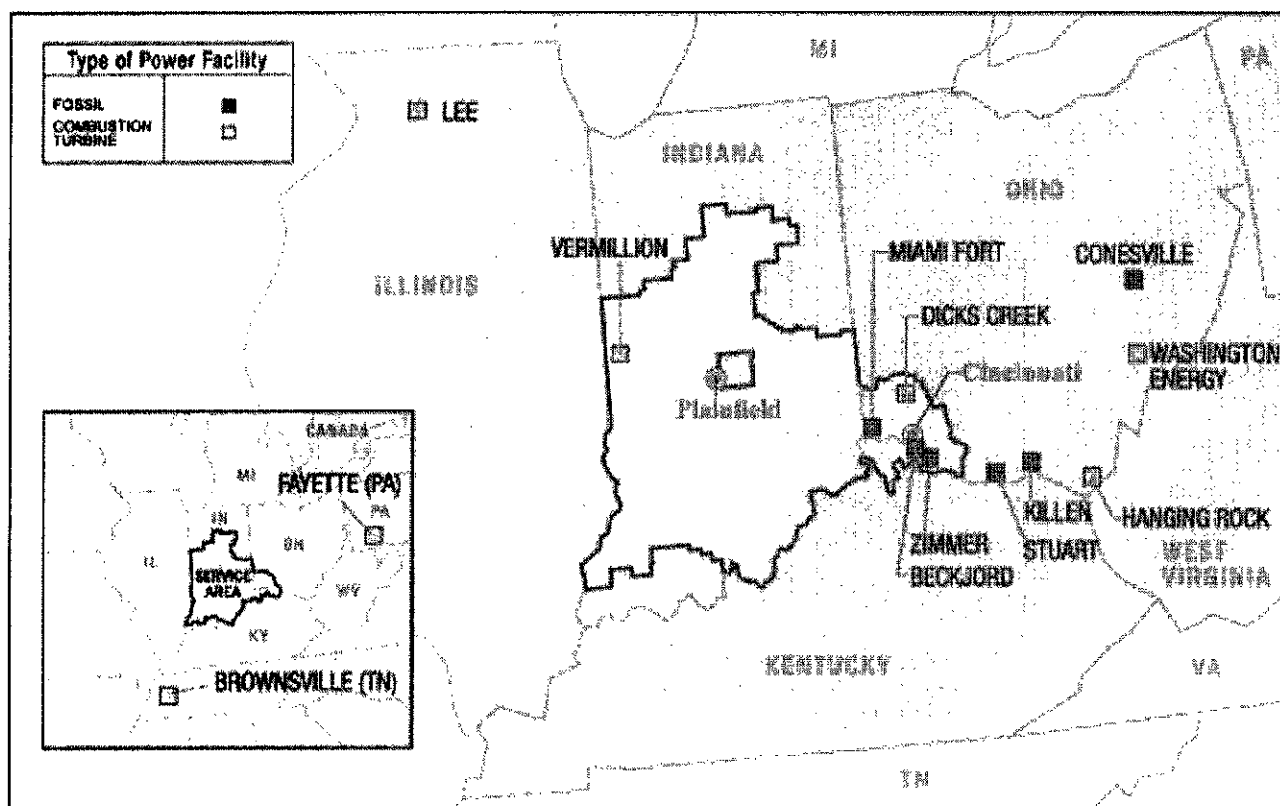 Type of Power Facility
FOSSIL
COMBUSTION
TURBINE
LEE
MI
PA
INDIANA
OHIO
VERMILLION
MIAMI FORT
CONESVILLE
ILLINOIS
DICKS CREEK
WASHINGTON
ENERGY
Cincinnati
Plainfield
CANADA
MI
FAYETTE (PA)
PA
IN
OH
IL
SERVICE
AREA
WV
KY
BROWNSVILLE (TN)
KILLEN
HANGING ROCK
ZIMMER
STUART
BECKJORD
WEST
VIRGINIA
KENTUCKY
VA
TN